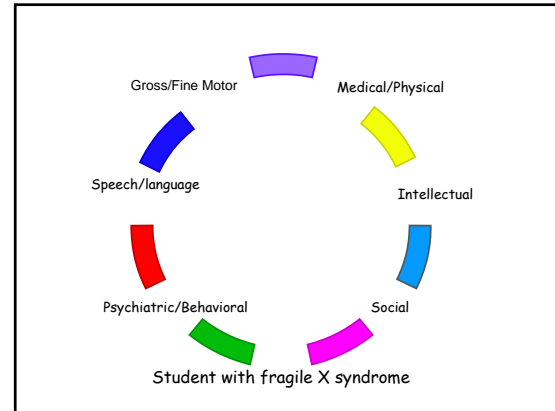 Gross/Fine Motor
Medical/Physical
Speech/language
Intellectual
Psychiatric/Behavioral
Social
Student with fragile X syndrome